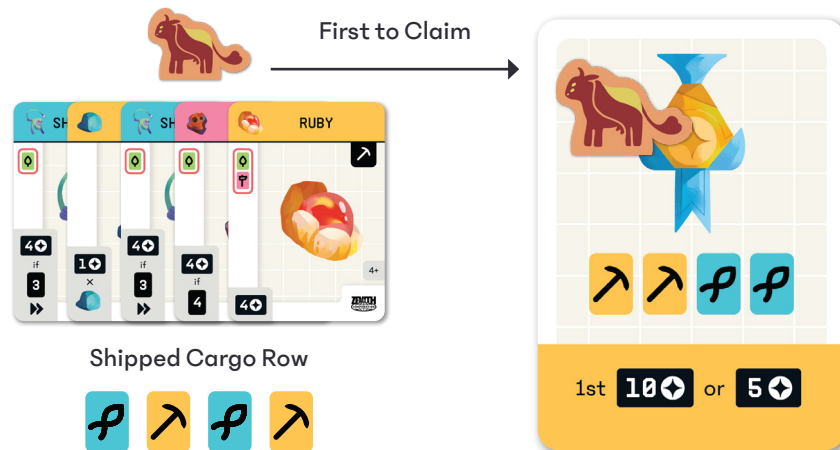 First to Claim
SH
SH
RUBY
4
if
3
1
×
4
if
3
4
if
4
4
4+
ZENITH
Shipped Cargo Row
1st 10 or 5